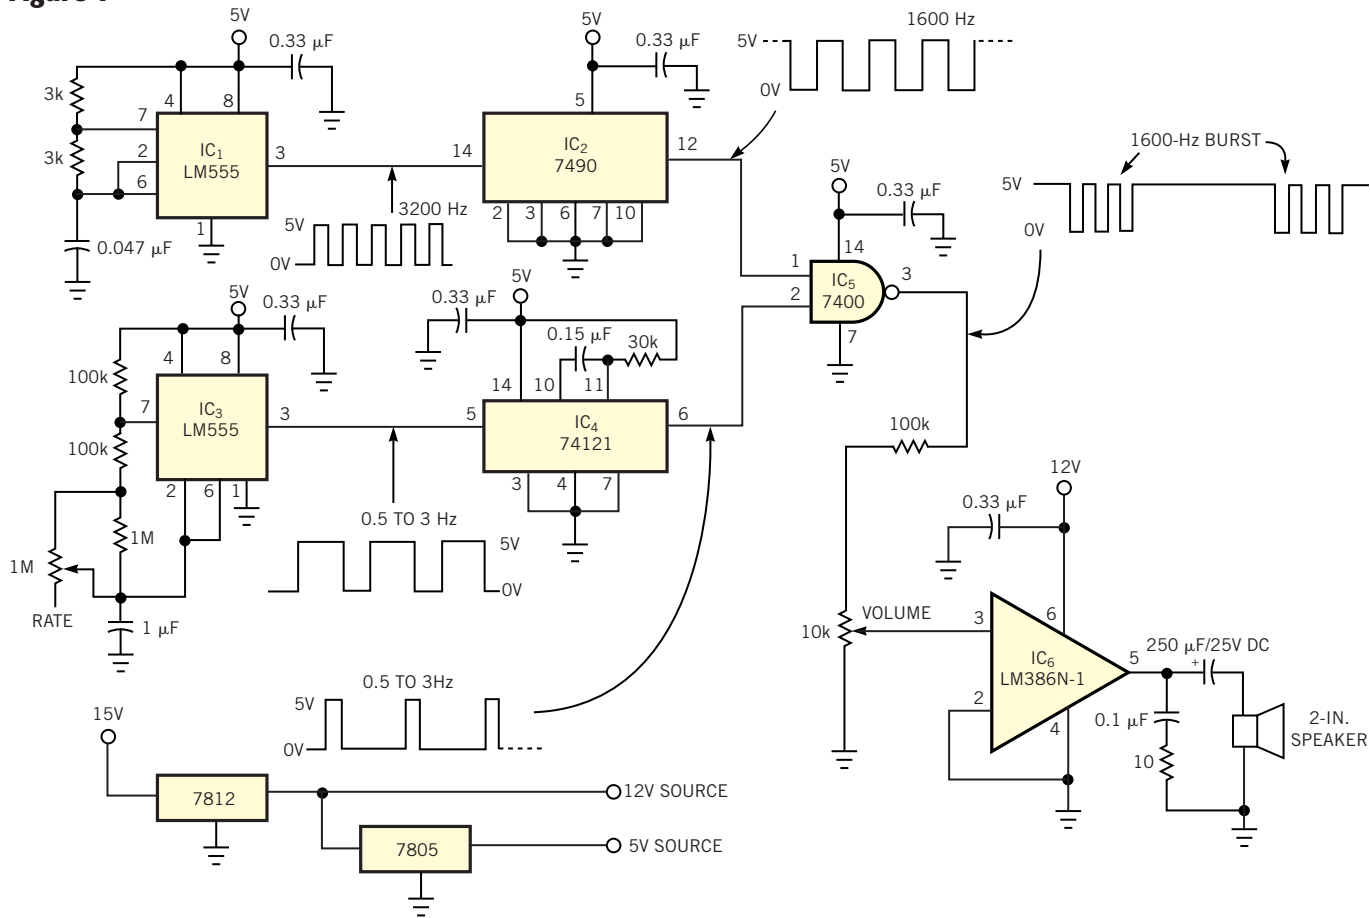 5V
0.33 µF
3k
3k
4
8
7
2
6
IC1
LM555
3
1
0.047 µF
3200 Hz
5V
0V
5V
0.33 µF
5
14
IC2
7490
12
2
3
6
7
10
1600 Hz
5V
0V
5V
0.33 µF
14
1
2
IC5
7400
3
7
1600-Hz BURST
5V
0V
5V
0.33 µF
100k
100k
4
8
7
IC3
LM555
3
2
6
1
1M
1M
RATE
1 µF
0.5 TO 3 Hz
5V
0V
5V
0.33 µF
0.15 µF
30k
14
10
11
5
IC4
74121
6
3
4
7
0.5 TO 3Hz
5V
0V
100k
10k
VOLUME
12V
0.33 µF
3
6
IC6
LM386N-1
2
4
5
250 µF/25V DC
+
0.1 µF
10
2-IN.
SPEAKER
15V
7812
12V SOURCE
7805
5V SOURCE